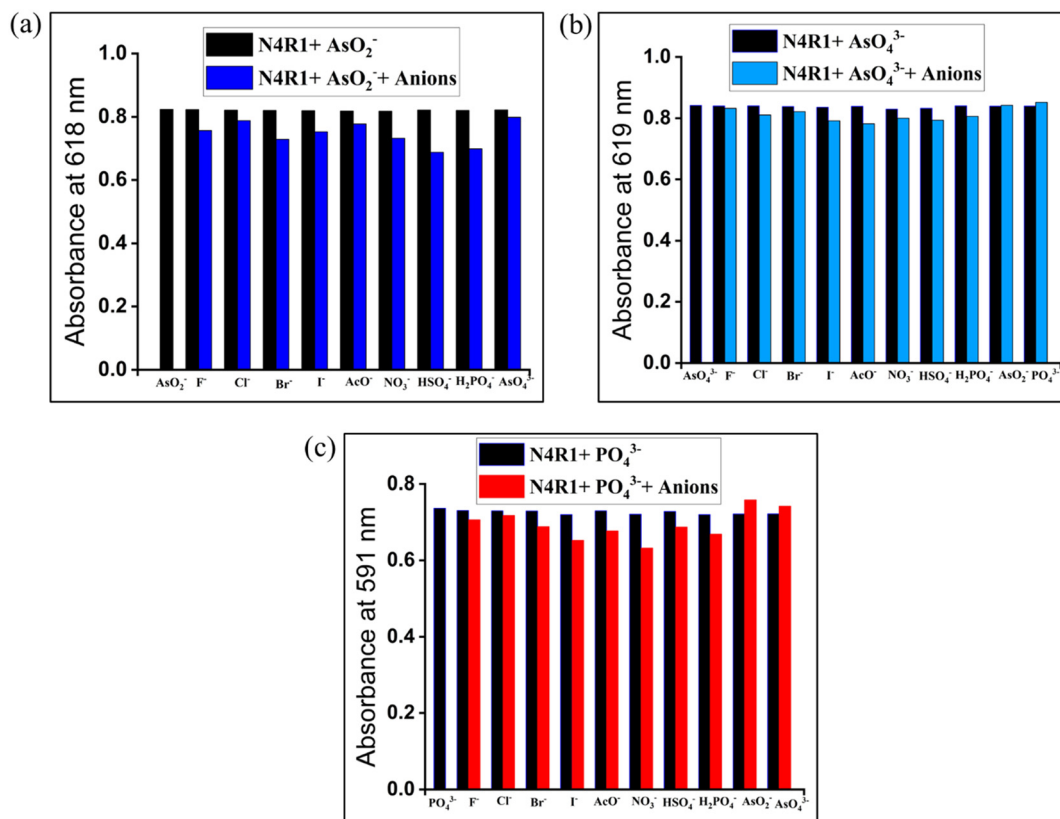 (a)
N4R1+ AsO₂⁻
N4R1+ AsO₂⁻+ Anions
Absorbance at 618 nm
1.0
0.8
0.6
0.4
0.2
0.0
AsO₂⁻ F⁻ Cl⁻ Br⁻ I⁻ AcO⁻ NO₃⁻ HSO₄⁻ H₂PO₄⁻ AsO₄³⁻
(b)
N4R1+ AsO₄³⁻
N4R1+ AsO₄³⁻+ Anions
Absorbance at 619 nm
1.0
0.8
0.6
0.4
0.2
0.0
AsO₄³⁻ F⁻ Cl⁻ Br⁻ I⁻ AcO⁻ NO₃⁻ HSO₄⁻ H₂PO₄⁻ AsO₂⁻ PO₄³⁻
(c)
N4R1+ PO₄³⁻
N4R1+ PO₄³⁻+ Anions
Absorbance at 591 nm
0.8
0.6
0.4
0.2
0.0
PO₄³⁻ F⁻ Cl⁻ Br⁻ I⁻ AcO⁻ NO₃⁻ HSO₄⁻ H₂PO₄⁻ AsO₂⁻ AsO₄³⁻